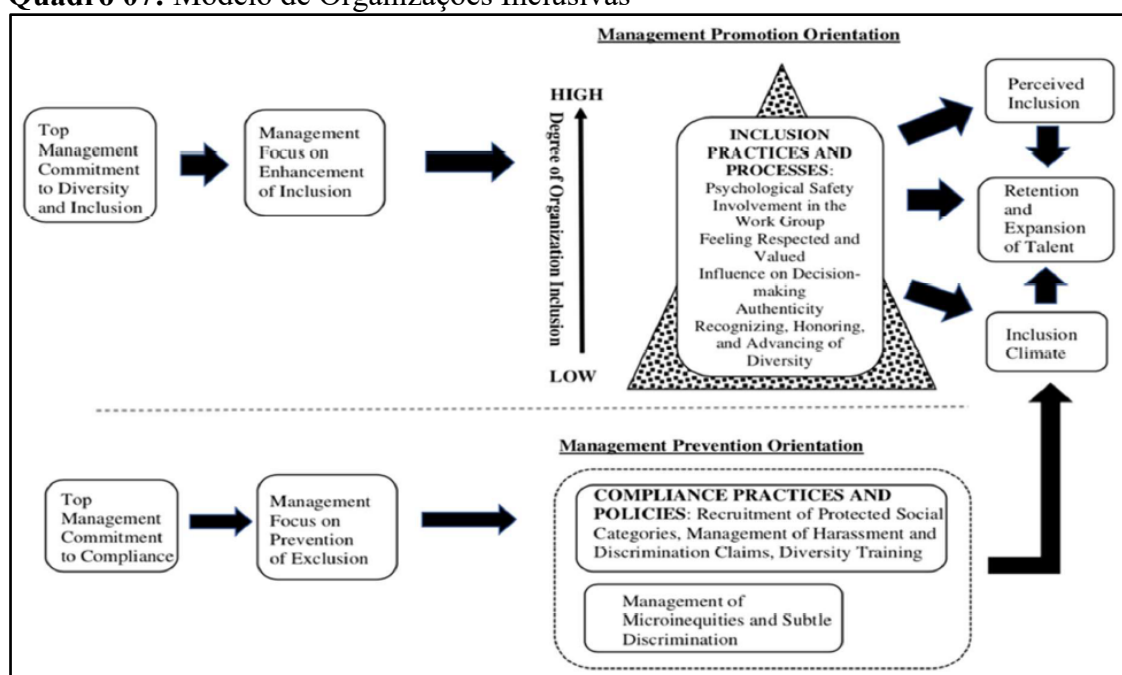 Quadro 07: Modelo de Organizações Inclusivas
Management Promotion Orientation
Top
Management
Commitment
to Diversity
and Inclusion
Management
Focus on
Enhancement
of Inclusion
HIGH
Degree of Organization Inclusion
LOW
INCLUSION
PRACTICES AND
PROCESSES:
Psychological Safety
Involvement in the
Work Group
Feeling Respected and
Valued
Influence on Decision-
making
Authenticity
Recognizing, Honoring,
and Advancing of
Diversity
Perceived
Inclusion
Retention
and
Expansion
of Talent
Inclusion
Climate
Management Prevention Orientation
Top
Management
Commitment
to Compliance
Management
Focus on
Prevention
of Exclusion
COMPLIANCE PRACTICES AND
POLICIES: Recruitment of Protected Social
Categories, Management of Harassment and
Discrimination Claims, Diversity Training
Management of
Microinequities and Subtle
Discrimination